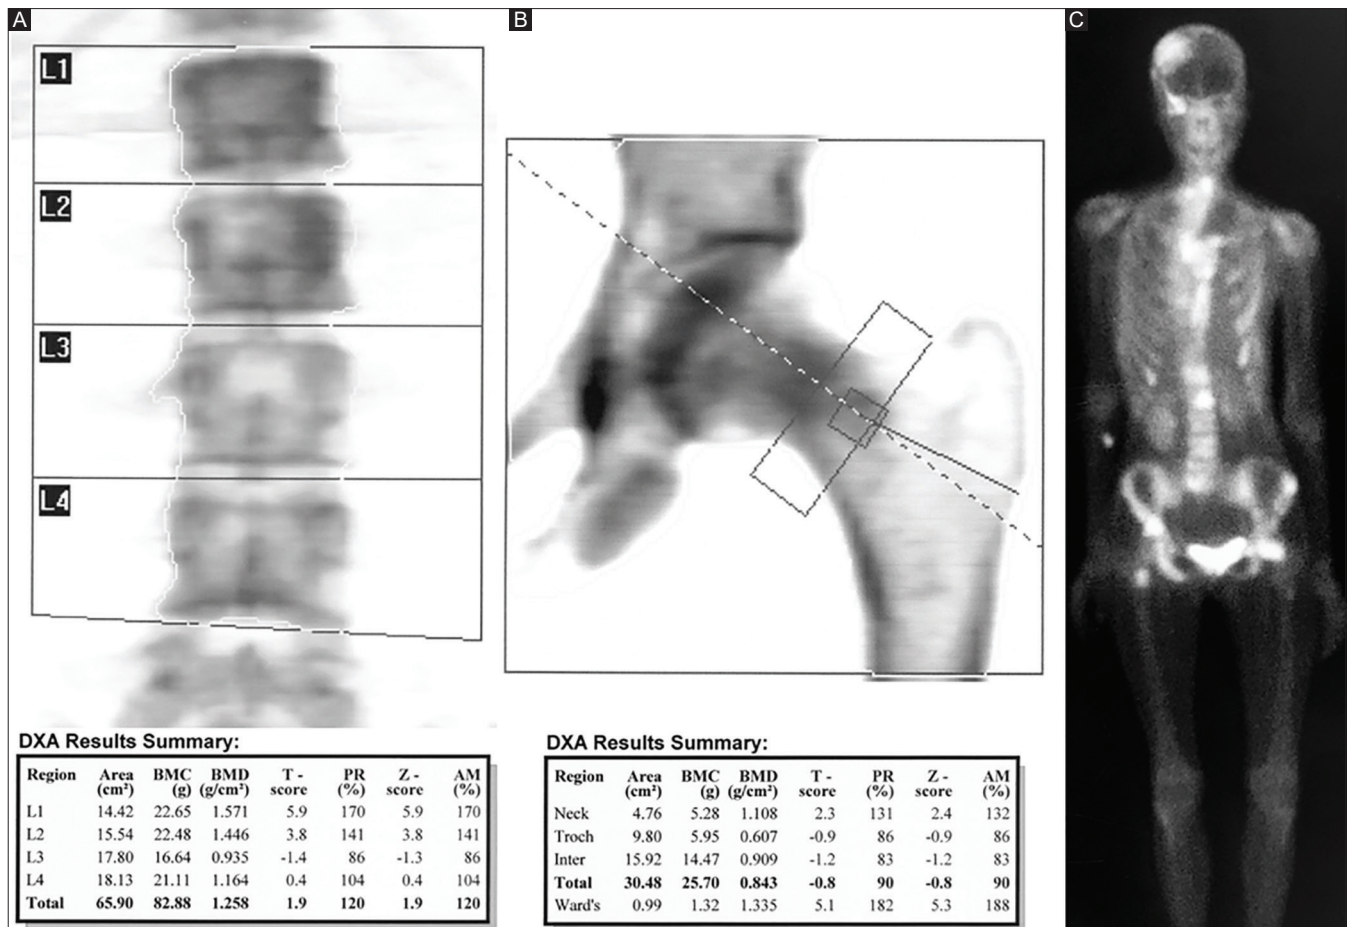 A
B
C
L1
L2
L3
L4
DXA Results Summary:
Region Area (cm²) BMC (g) BMD (g/cm²) T - score PR (%) Z - score AM (%)
L1 14.42 22.65 1.571 5.9 170 5.9 170
L2 15.54 22.48 1.446 3.8 141 3.8 141
L3 17.80 16.64 0.935 -1.4 86 -1.3 86
L4 18.13 21.11 1.164 0.4 104 0.4 104
Total 65.90 82.88 1.258 1.9 120 1.9 120
DXA Results Summary:
Region Area (cm²) BMC (g) BMD (g/cm²) T - score PR (%) Z - score AM (%)
Neck 4.76 5.28 1.108 2.3 131 2.4 132
Troch 9.80 5.95 0.607 -0.9 86 -0.9 86
Inter 15.92 14.47 0.909 -1.2 83 -1.2 83
Total 30.48 25.70 0.843 -0.8 90 -0.8 90
Ward's 0.99 1.32 1.335 5.1 182 5.3 188